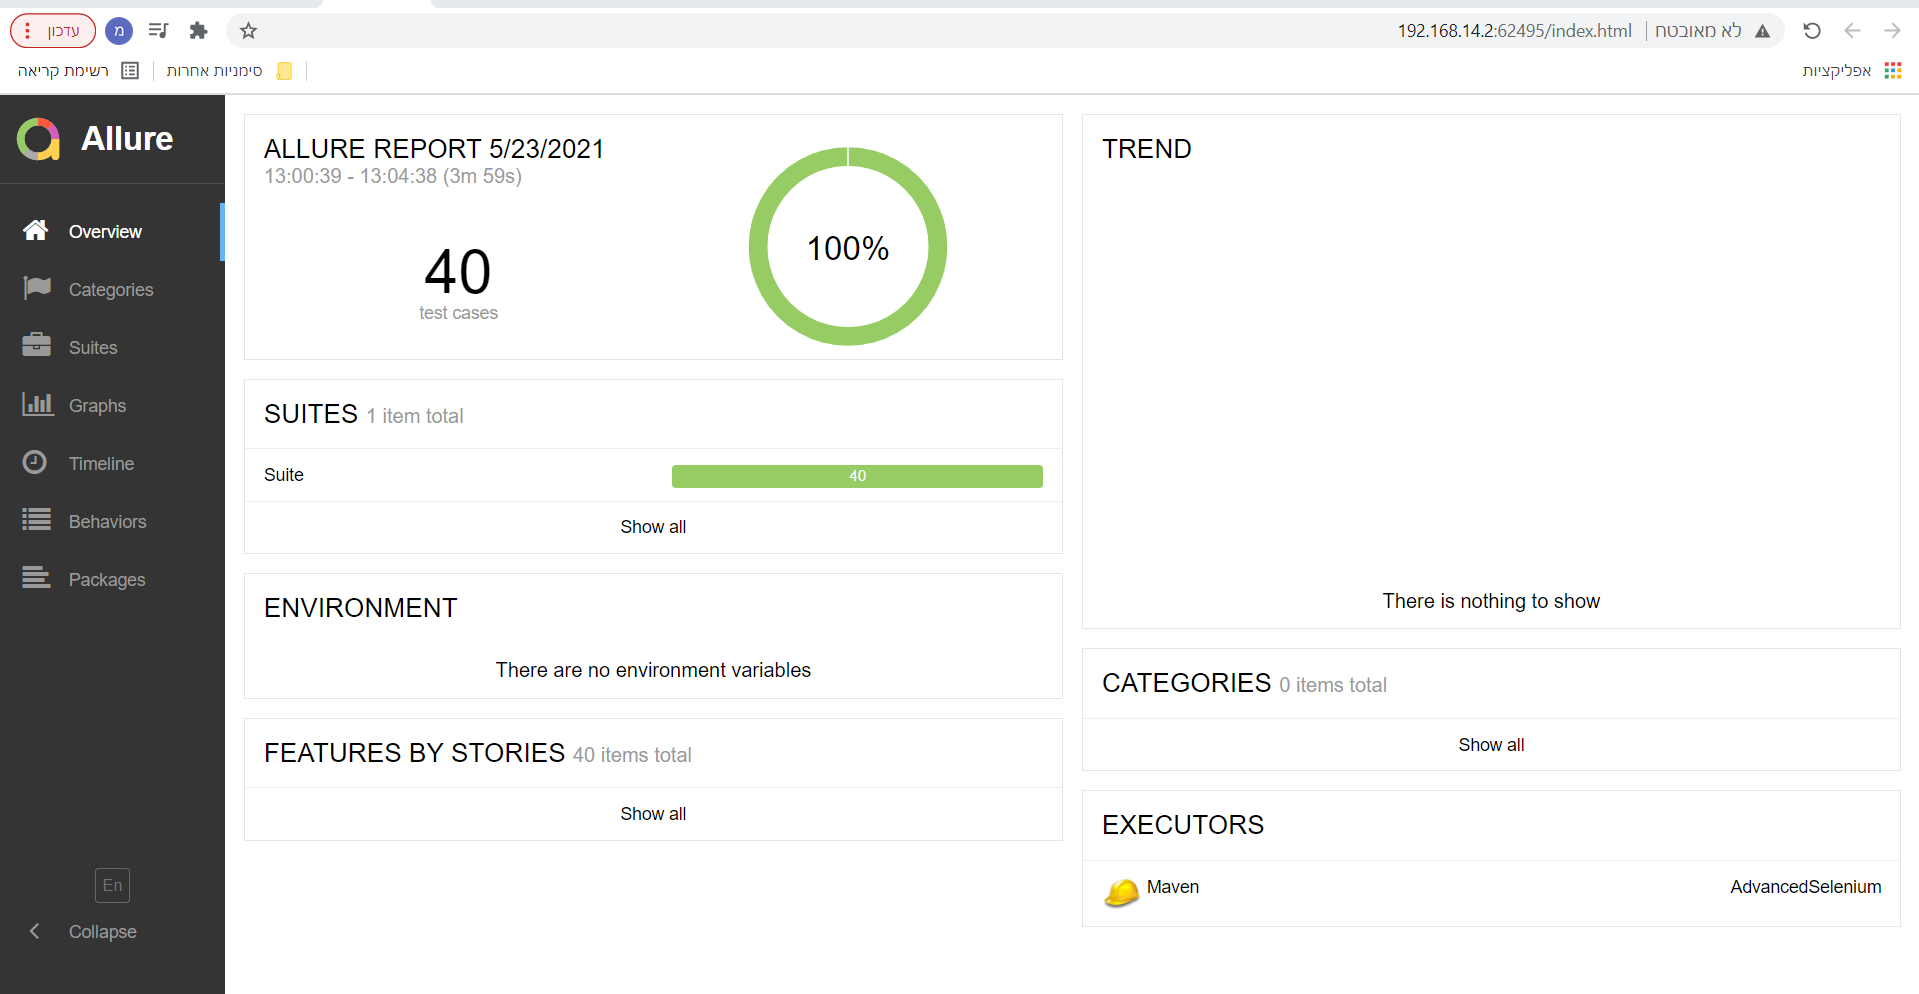 עדכון
מ
192.168.14.2:62495/index.html
לא מאובטח
רשימת קריאה
סימניות אחרות
אפליקציות
Allure
Overview
Categories
Suites
Graphs
Timeline
Behaviors
Packages
En
Collapse
ALLURE REPORT 5/23/2021
13:00:39 - 13:04:38 (3m 59s)
40
test cases
100%
SUITES 1 item total
Suite
40
Show all
ENVIRONMENT
There are no environment variables
FEATURES BY STORIES 40 items total
Show all
TREND
There is nothing to show
CATEGORIES 0 items total
Show all
EXECUTORS
Maven
AdvancedSelenium